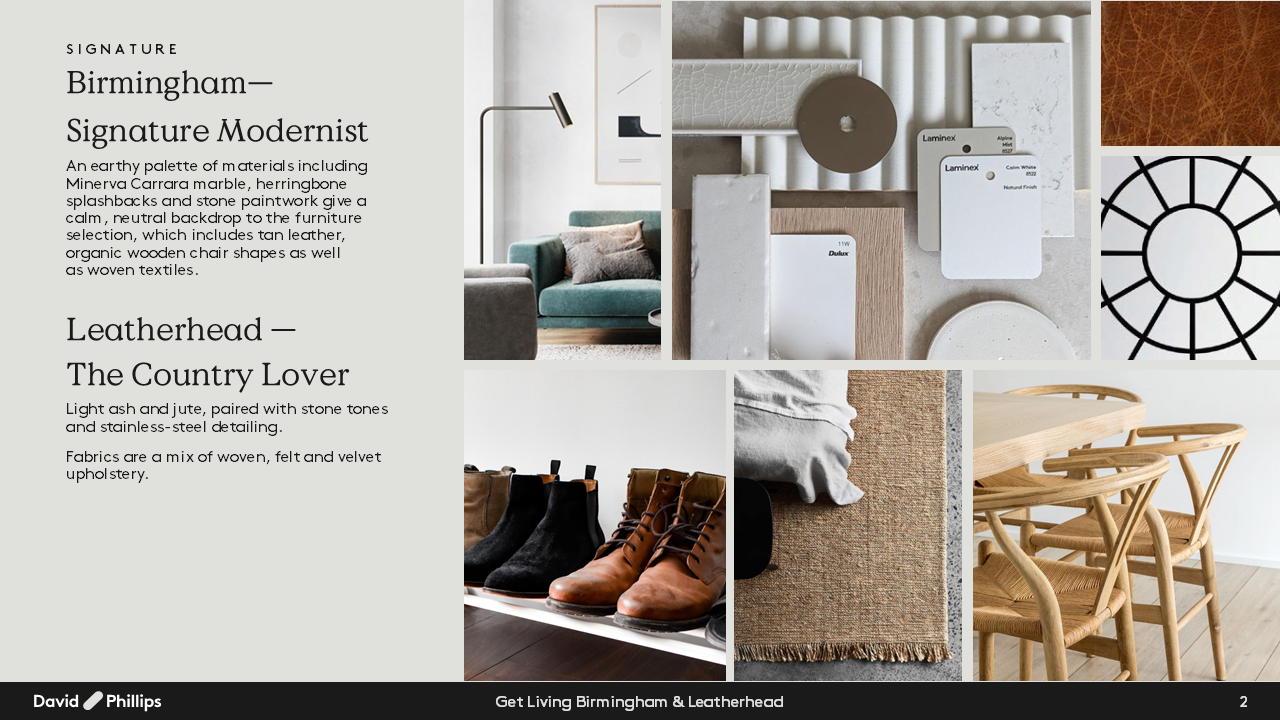 SIGNATURE
Birmingham—
Signature Modernist
An earthy palette of materials including
Minerva Carrara marble, herringbone
splashbacks and stone paintwork give a
calm, neutral backdrop to the furniture
selection, which includes tan leather,
organic wooden chair shapes as well
as woven textiles.
Leatherhead —
The Country Lover
Light ash and jute, paired with stone tones
and stainless-steel detailing.
Fabrics are a mix of woven, felt and velvet
upholstery.
Laminex
Alpine
Mist
8527
Laminex
Calm White
8122
Natural Finish
11W
Dulux
David Phillips
Get Living Birmingham & Leatherhead
2